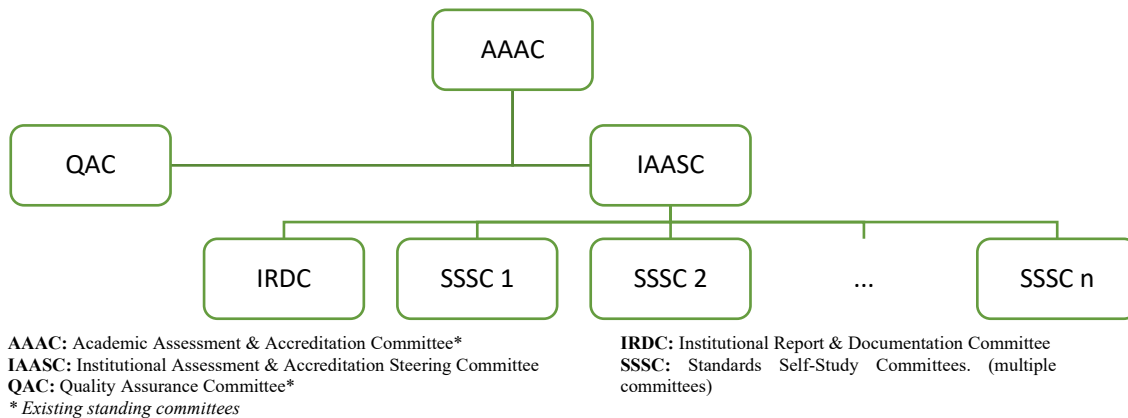 AAAC
QAC
IAASC
IRDC
SSSC 1
SSSC 2
...
SSSC n
AAAC: Academic Assessment & Accreditation Committee*
IAASC: Institutional Assessment & Accreditation Steering Committee
QAC: Quality Assurance Committee*
* Existing standing committees
IRDC: Institutional Report & Documentation Committee
SSSC: Standards Self-Study Committees. (multiple
committees)